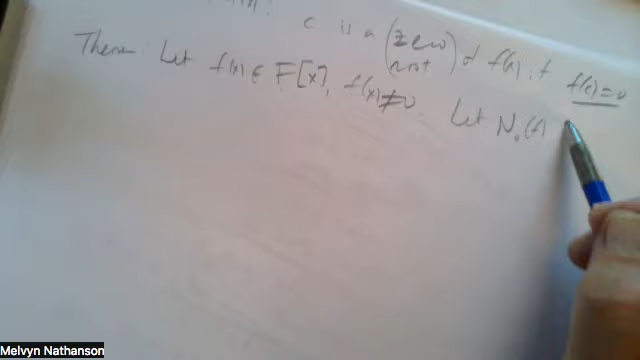 c is a (zero root) of f(x) if f(c)=0
Theorem Let f(x) ∈ F[x], f(x)≠0. Let N₀(f)
Melvyn Nathanson